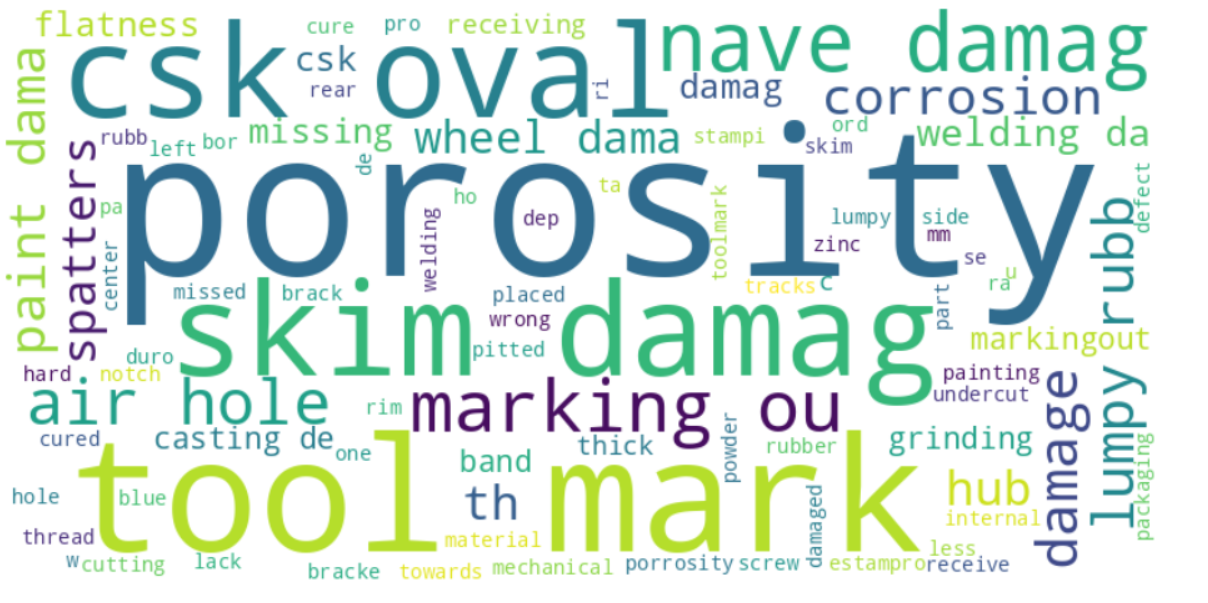 flatness
cure
pro
receiving
csk oval
nave damag
csk
rear
ri
damag
corrosion
paint dama
spatters
rubb
left
bor
missing
wheel dama
stampi
ord
skim
welding da
de
porosity
pa
ho
ta
dep
welding
toolmark
lumpy
side
zinc
mm
se
defect
rubb
center
missed
brack
placed
tracks
c
ra
u
part
wrong
skim damag
pitted
markingout
duro
hard
notch
painting
undercut
air hole
rim
marking ou
damage
lumpy
cured
casting de
one
thick
powder
rubber
grinding
band
packaging
tool mark
hole
blue
th
damaged
hub
internal
thread
material
less
w
cutting
lack
bracke
towards
mechanical
porrosity
screw
estampro
receive